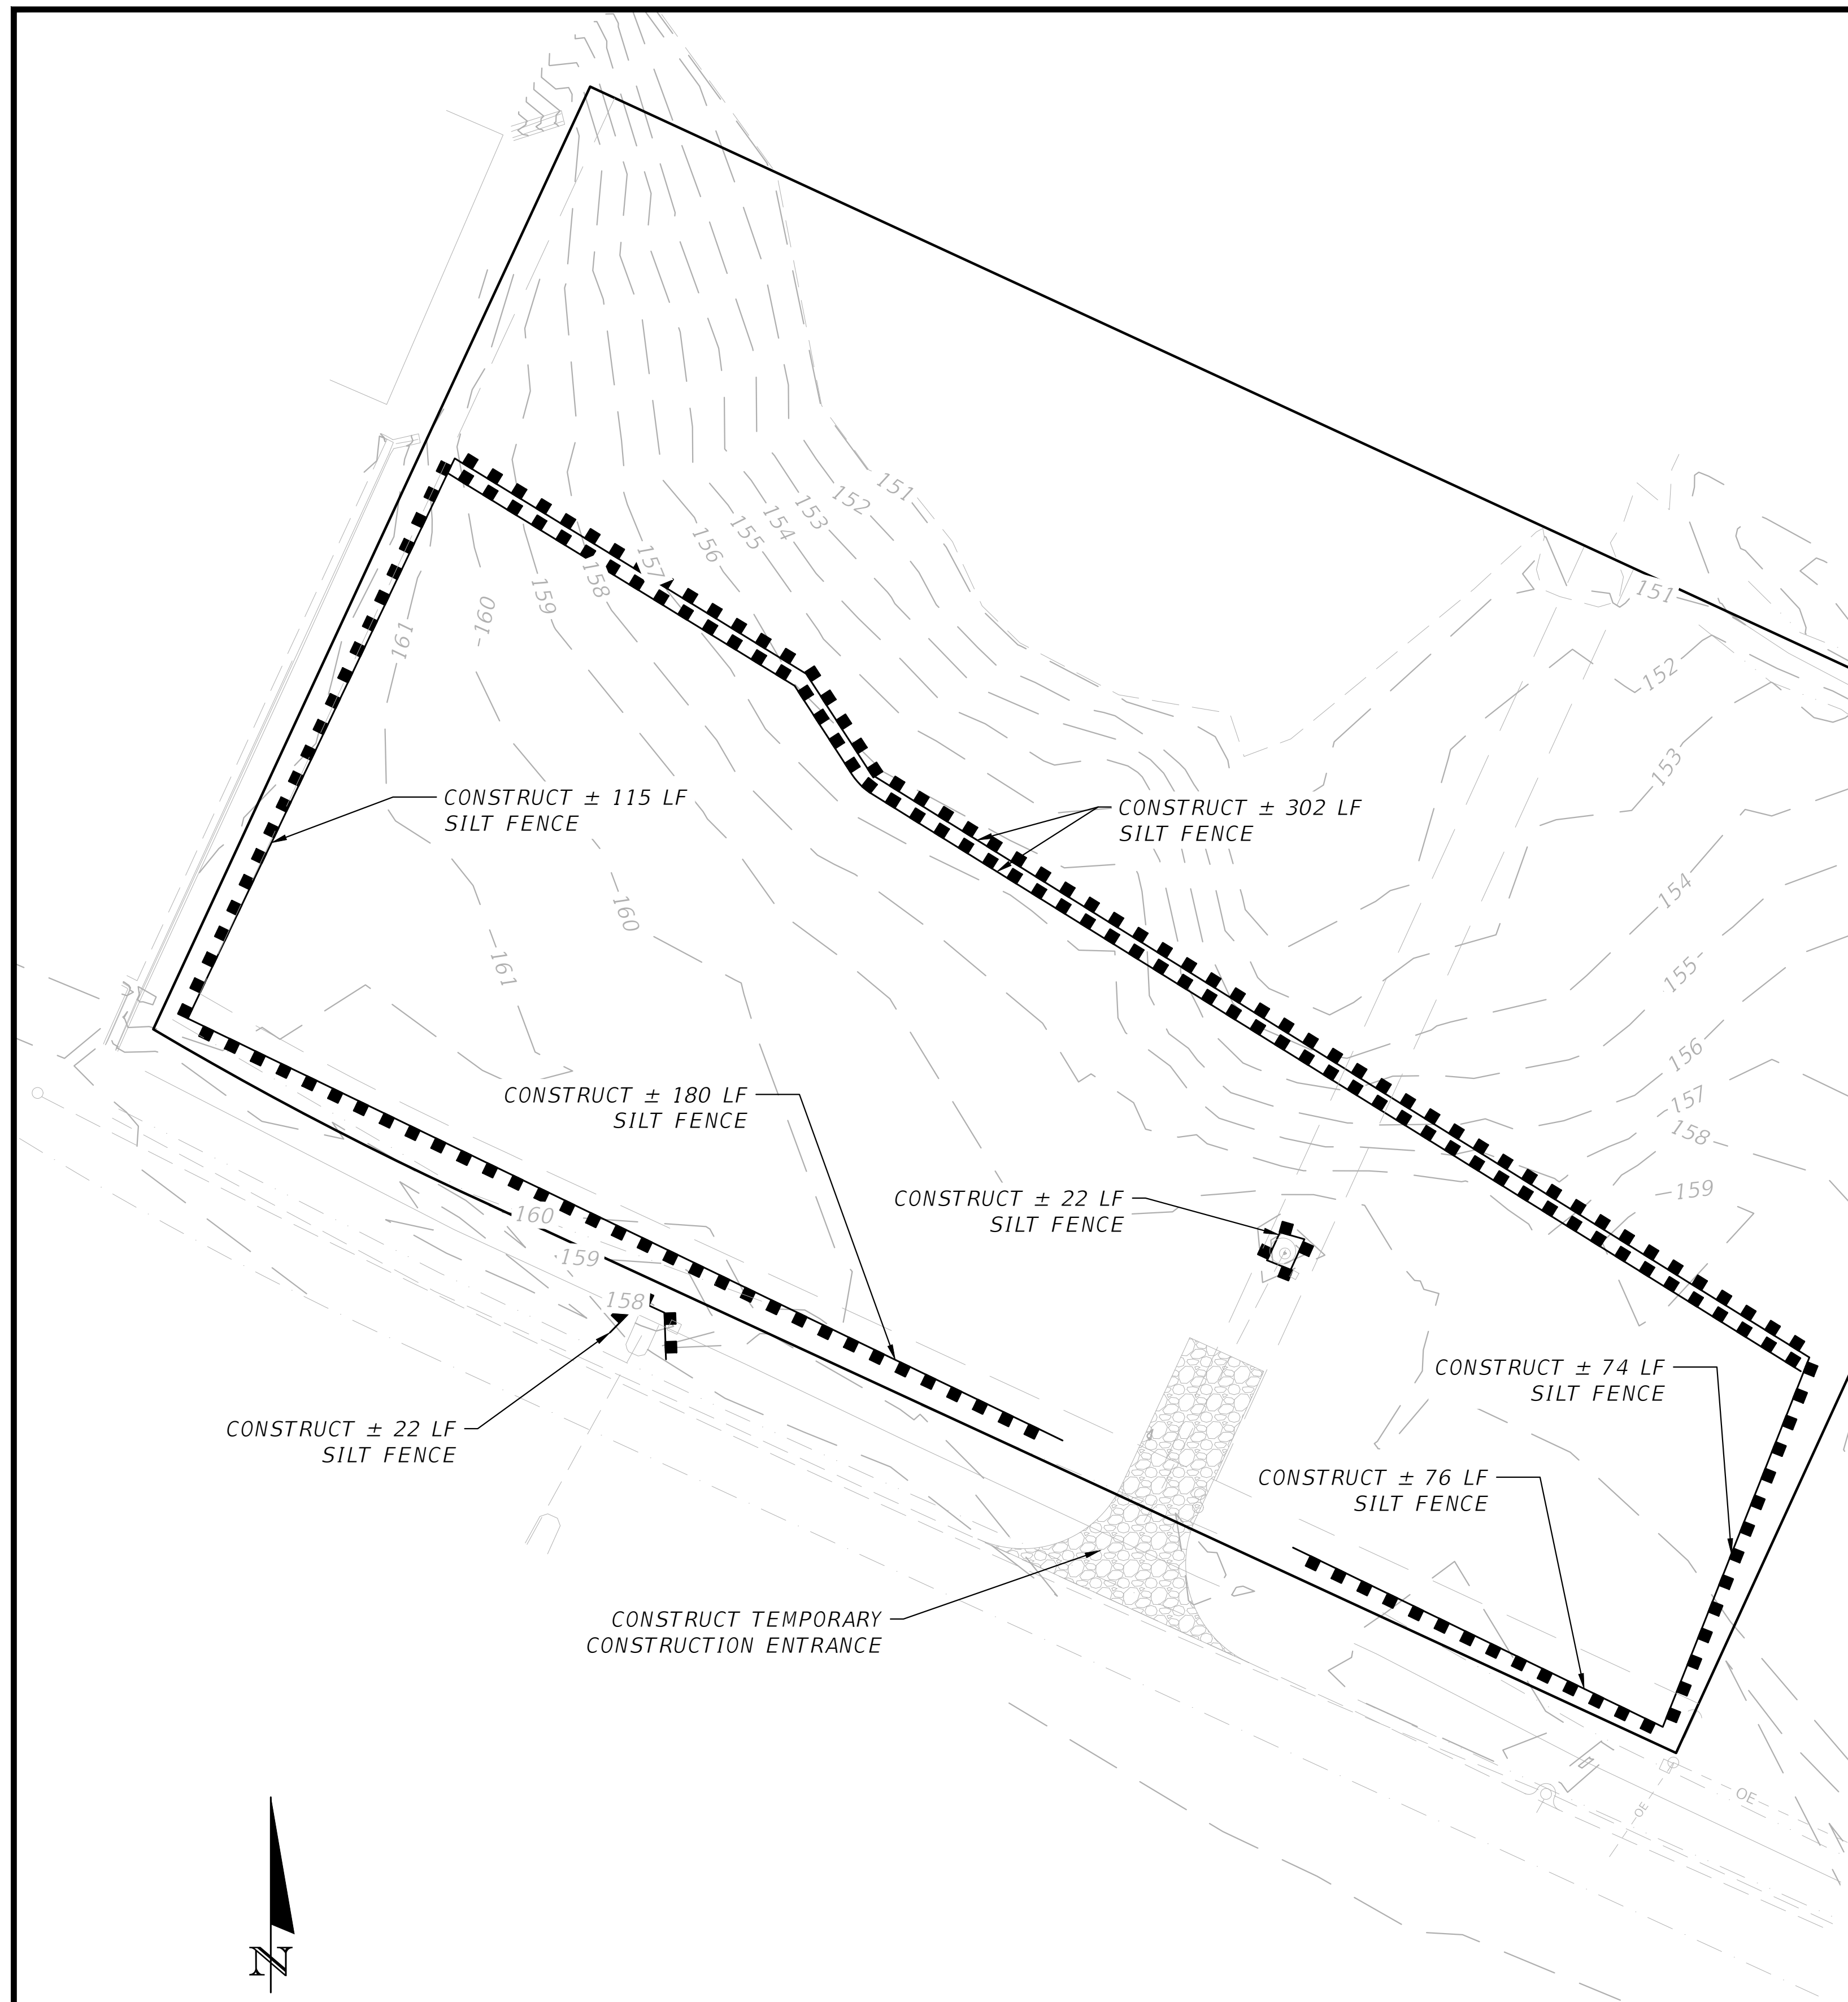 151
152
153
154
155
156
157
158
159
160
161
151
152
153
154
155
156
157
158
159
CONSTRUCT ± 115 LF
SILT FENCE
CONSTRUCT ± 302 LF
SILT FENCE
160
161
CONSTRUCT ± 180 LF
SILT FENCE
CONSTRUCT ± 22 LF
SILT FENCE
160
159
158
CONSTRUCT ± 22 LF
SILT FENCE
CONSTRUCT ± 74 LF
SILT FENCE
CONSTRUCT ± 76 LF
SILT FENCE
CONSTRUCT TEMPORARY
CONSTRUCTION ENTRANCE
OE
OE
N